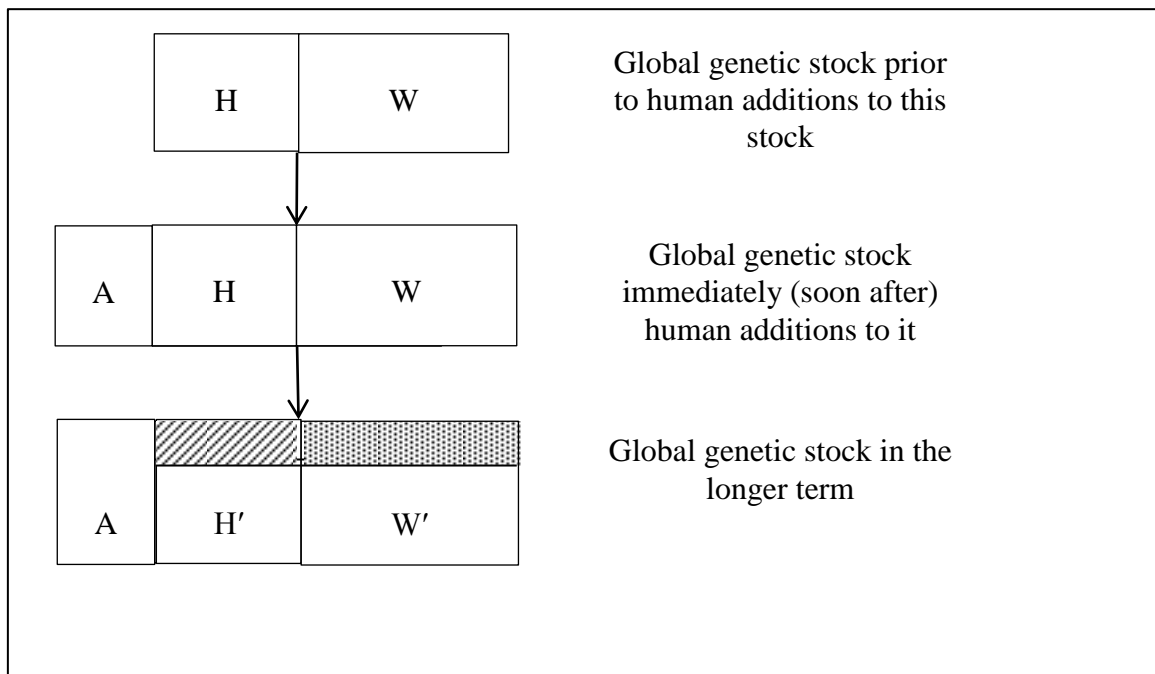 H W
Global genetic stock prior
to human additions to this
stock
A H W
Global genetic stock
immediately (soon after)
human additions to it
A H′ W′
Global genetic stock in the
longer term